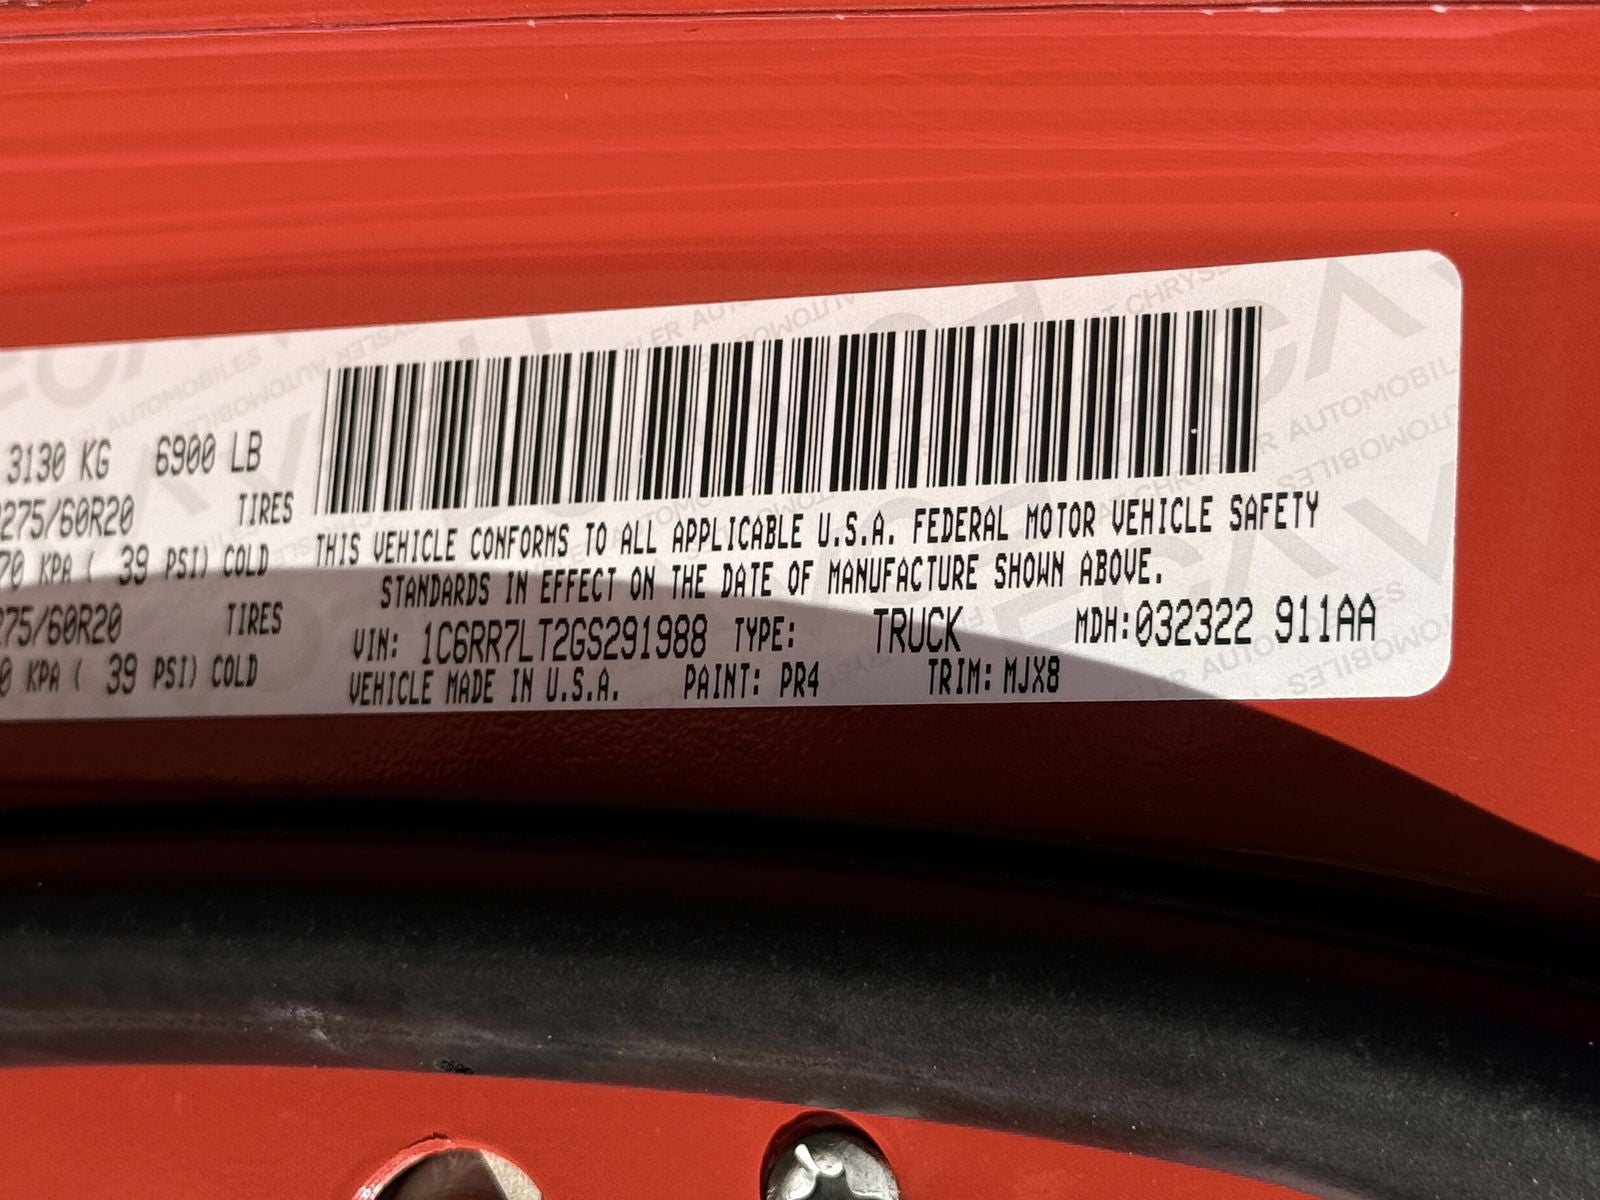 3130 KG 6900 LB
275/60R20 TIRES
70 KPA ( 39 PSI) COLD
275/60R20 TIRES
0 KPA ( 39 PSI) COLD
THIS VEHICLE CONFORMS TO ALL APPLICABLE U.S.A. FEDERAL MOTOR VEHICLE SAFETY
STANDARDS IN EFFECT ON THE DATE OF MANUFACTURE SHOWN ABOVE.
VIN: 1C6RR7LT2GS291988 TYPE: TRUCK MDH:032322 911AA
VEHICLE MADE IN U.S.A. PAINT: PR4 TRIM: MJX8